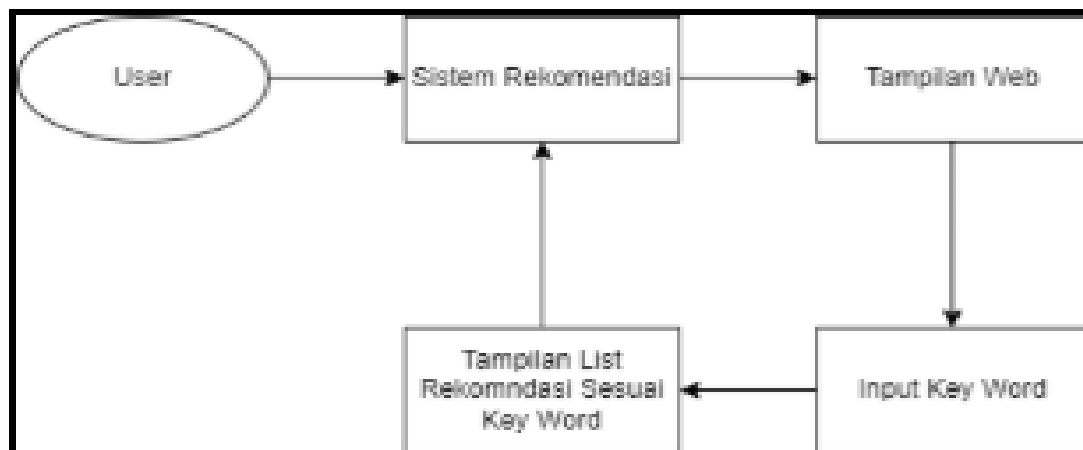 User
Sistem Rekomendasi
Tampilan Web
Tampilan List
Rekomndasi Sesuai
Key Word
Input Key Word